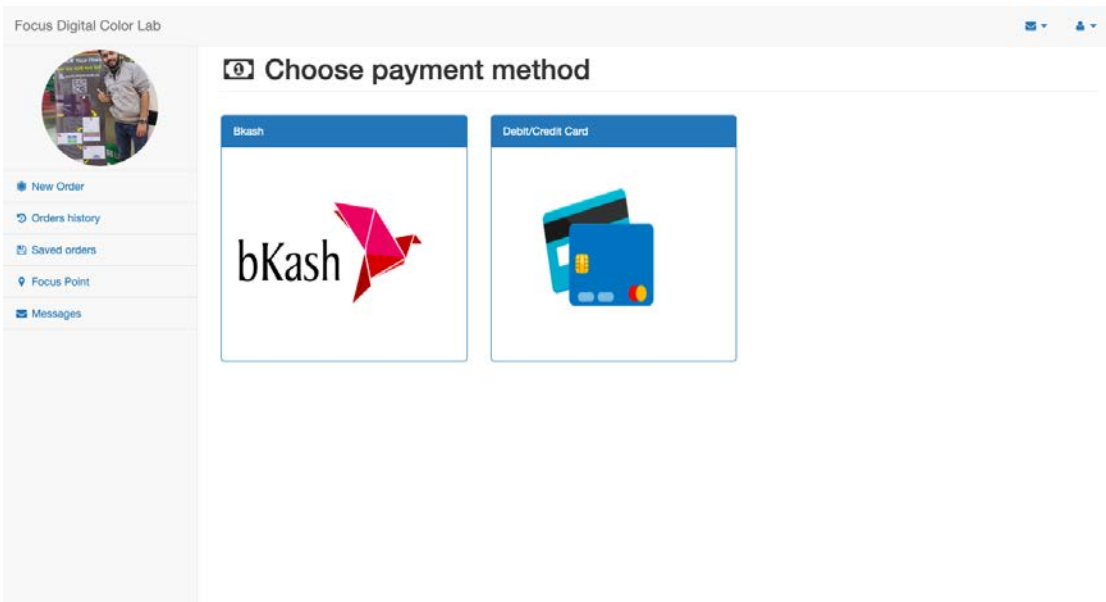 Focus Digital Color Lab
Choose payment method
New Order
Orders history
Saved orders
Focus Point
Messages
Bkash
bKash
Debit/Credit Card